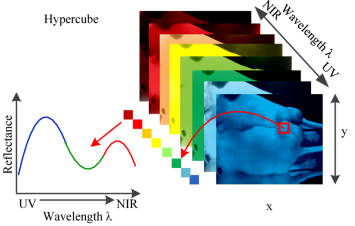 Hypercube
NIR
Wavelength λ
UV
Reflectance
y
UV
NIR
Wavelength λ
x